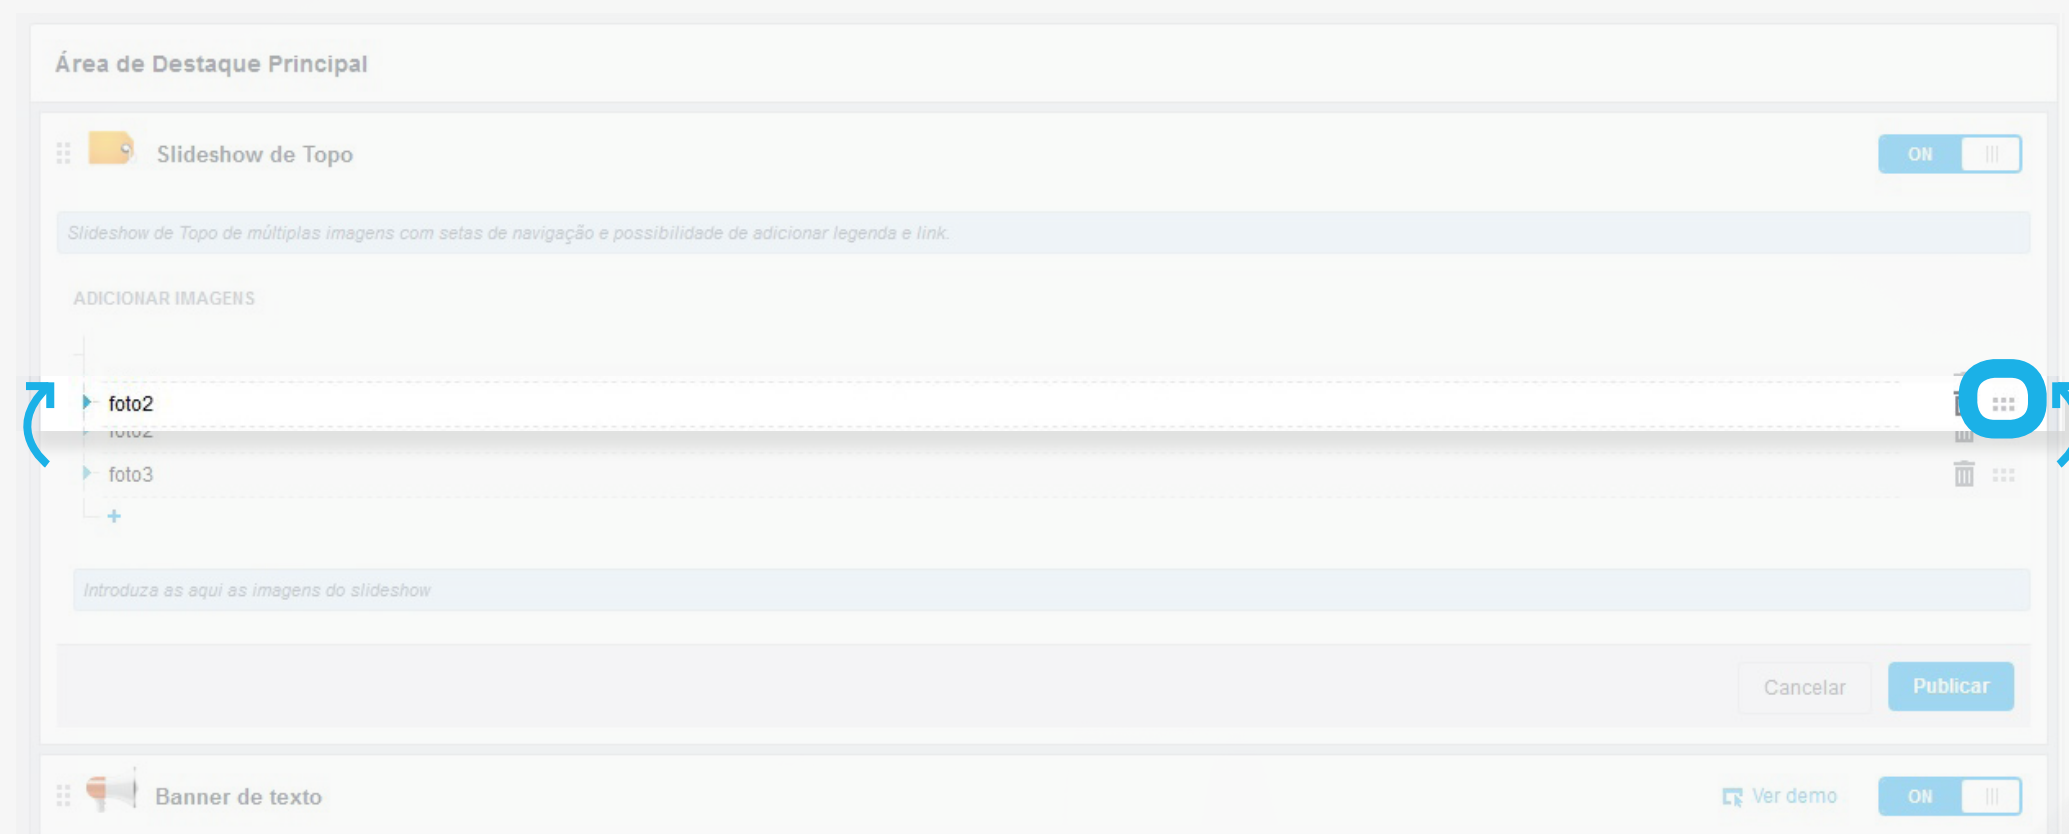 Área de Destaque Principal
Slideshow de Topo
ON
Slideshow de Topo de múltiplas imagens com setas de navegação e possibilidade de adicionar legenda e link.
ADICIONAR IMAGENS
foto2
foto2
foto3
+
Introduza as aqui as imagens do slideshow
Cancelar
Publicar
Banner de texto
Ver demo
ON